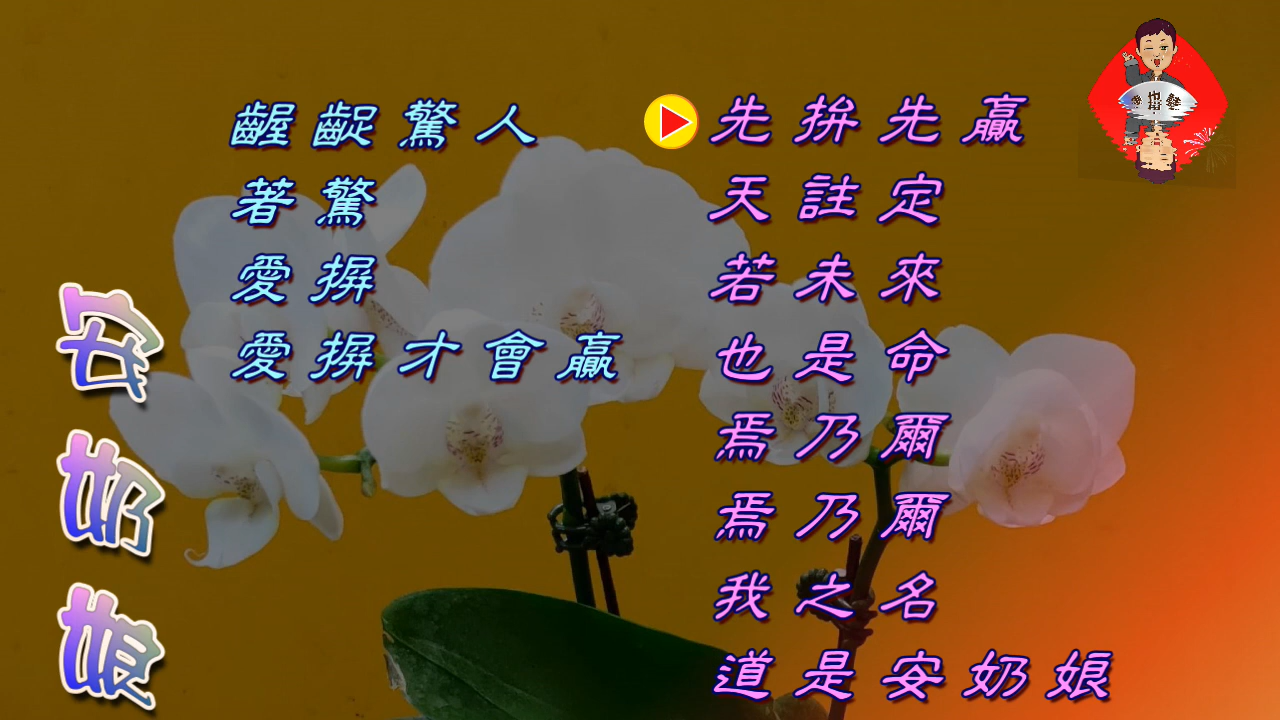 安奶娘
齷齪驚人
著驚
愛摒
愛摒才會贏
先拚先贏
天註定
若未來
也是命
焉乃爾
焉乃爾
我之名
道是安奶娘